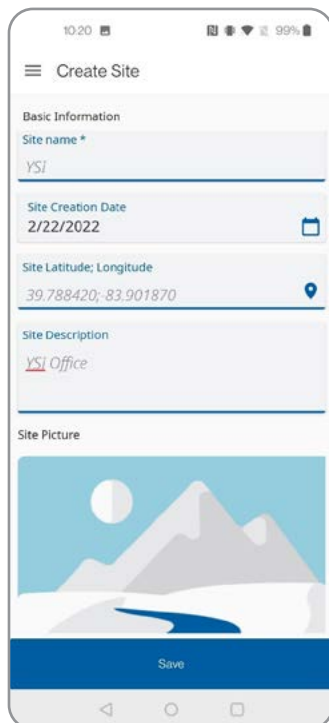 10:20
99%
Create Site
Basic Information
Site name *
YSI
Site Creation Date
2/22/2022
Site Latitude; Longitude
39.788420;-83.901870
Site Description
YSI Office
Site Picture
Save